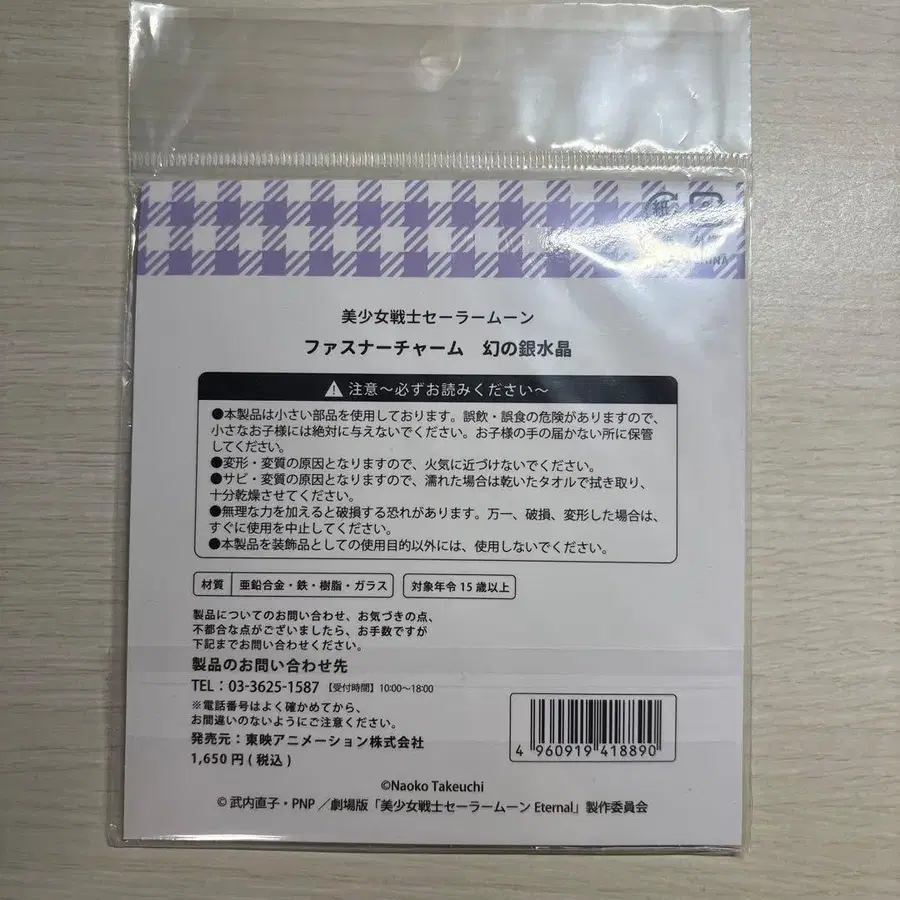 紙
美少女戦士セーラームーン
ファスナーチャーム　幻の銀水晶
注意～必ずお読みください～
●本製品は小さい部品を使用しております。誤飲・誤食の危険がありますので、
小さなお子様には絶対に与えないでください。お子様の手の届かない所に保管
してください。
●変形・変質の原因となりますので、火気に近づけないでください。
●サビ・変質の原因となりますので、濡れた場合は乾いたタオルで拭き取り、
十分乾燥させてください。
●無理な力を加えると破損する恐れがあります。万一、破損、変形した場合は、
すぐに使用を中止してください。
●本製品を装飾品としての使用目的以外には、使用しないでください。
材質 亜鉛合金・鉄・樹脂・ガラス 対象年令15歳以上
製品についてのお問い合わせ、お気づきの点、
不都合な点がございましたら、お手数ですが
下記までお問い合わせください。
製品のお問い合わせ先
TEL：03-3625-1587 【受付時間】10:00～18:00
※電話番号はよく確かめてから、
お間違いのないようにご注意ください。
発売元：東映アニメーション株式会社
1,650円(税込)
4 960919 418890
©Naoko Takeuchi
© 武内直子・PNP／劇場版「美少女戦士セーラームーン Eternal」製作委員会